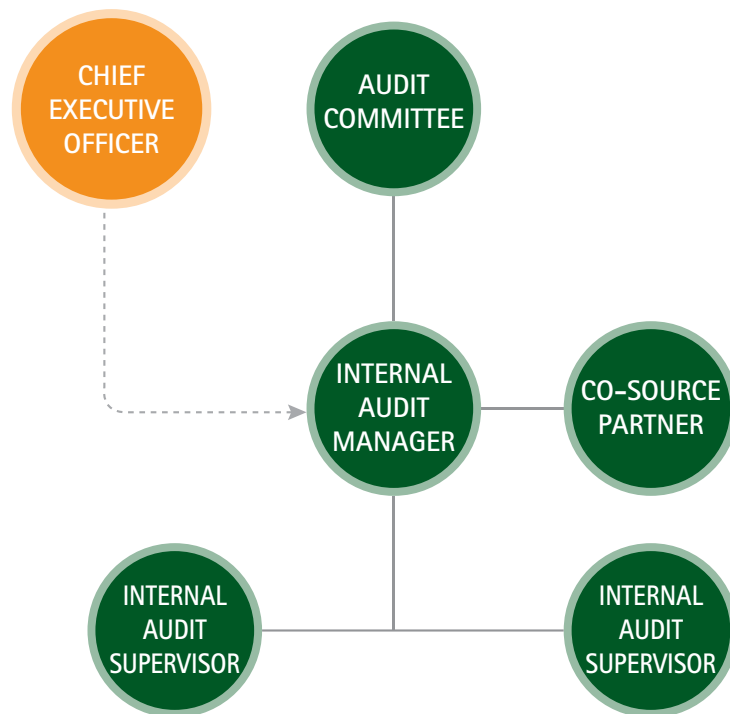 CHIEF
EXECUTIVE
OFFICER
AUDIT
COMMITTEE
INTERNAL
AUDIT
MANAGER
CO-SOURCE
PARTNER
INTERNAL
AUDIT
SUPERVISOR
INTERNAL
AUDIT
SUPERVISOR